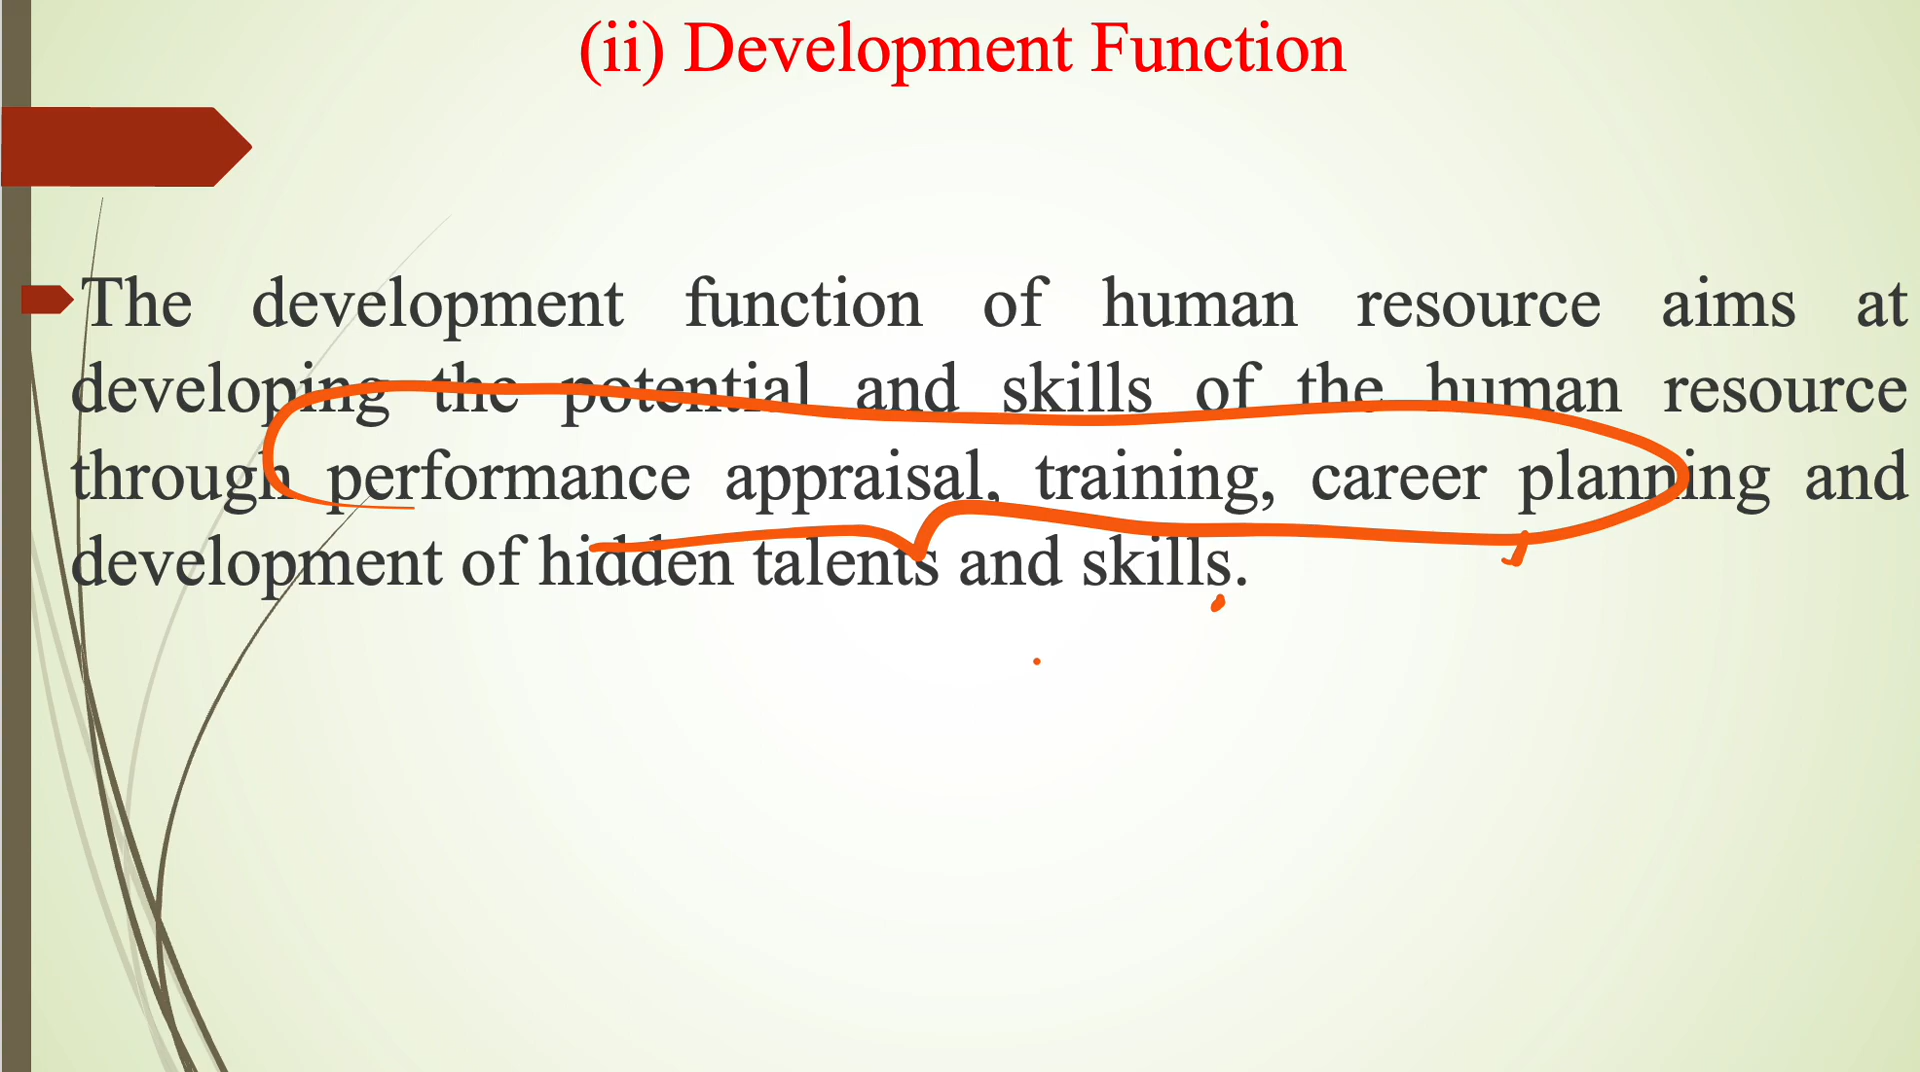 (ii) Development Function
The development function of human resource aims at
developing the potential and skills of the human resource
through performance appraisal, training, career planning and
development of hidden talents and skills.